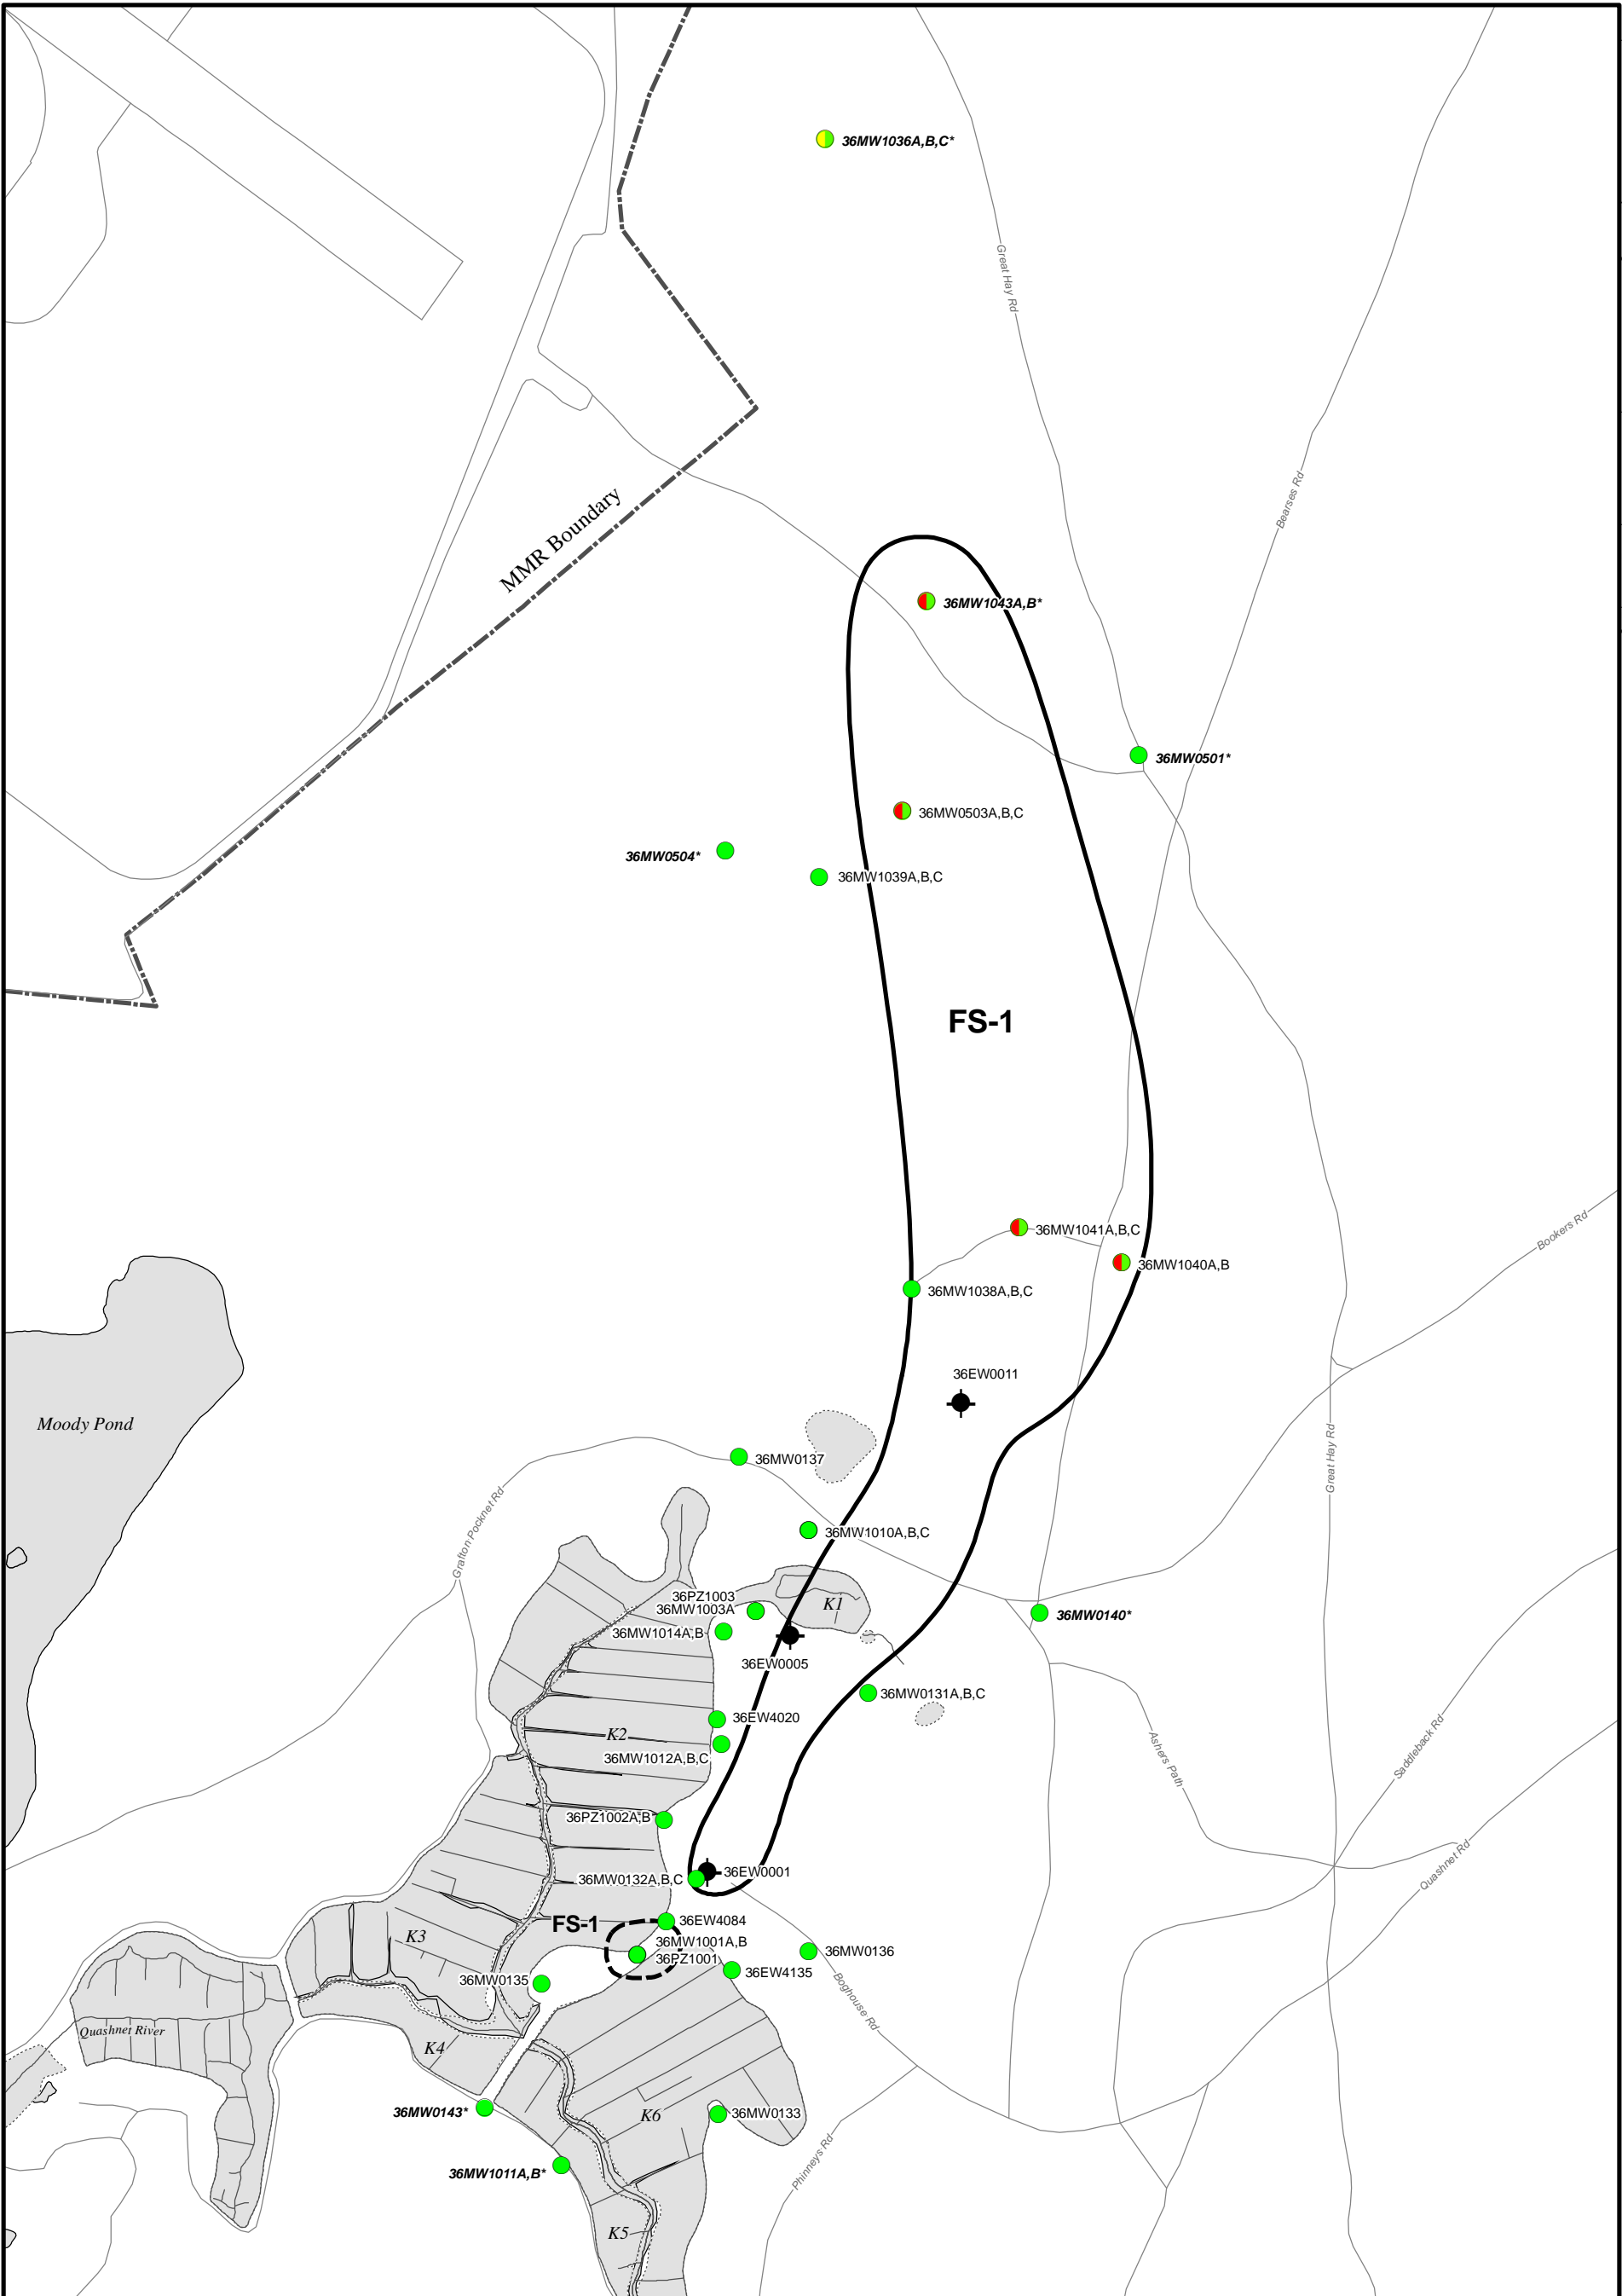 36MW1036A,B,C*
Great Hay Rd
Bearses Rd
MMR Boundary
36MW1043A,B*
36MW0501*
36MW0503A,B,C
36MW0504*
36MW1039A,B,C
FS-1
Bookers Rd
36MW1041A,B,C
36MW1040A,B
36MW1038A,B,C
36EW0011
Moody Pond
Great Hay Rd
36MW0137
Grafton Pocknet Rd
36MW1010A,B,C
36PZ1003
K1
36MW1003A
36MW0140*
36MW1014A,B
36EW0005
36MW0131A,B,C
36EW4020
K2
36MW1012A,B,C
Ashers Path
Saddleback Rd
36PZ1002A,B
Quashnet Rd
36EW0001
36MW0132A,B,C
36EW4084
FS-1
K3
36MW1001A,B
36MW0136
36PZ1001
36EW4135
36MW0135
Boghouse Rd
Quashnet River
K4
36MW0143*
K6
36MW0133
Phinneys Rd
36MW1011A,B*
K5